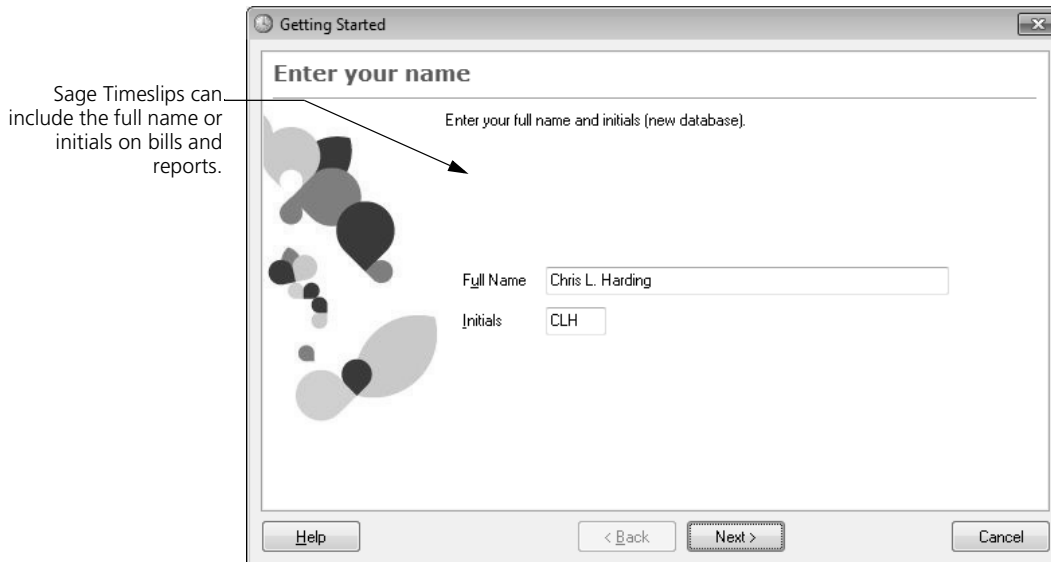 Getting Started
Enter your name
Sage Timeslips can
include the full name or
initials on bills and
reports.
Enter your full name and initials (new database).
Full Name Chris L. Harding
Initials CLH
Help < Back Next > Cancel